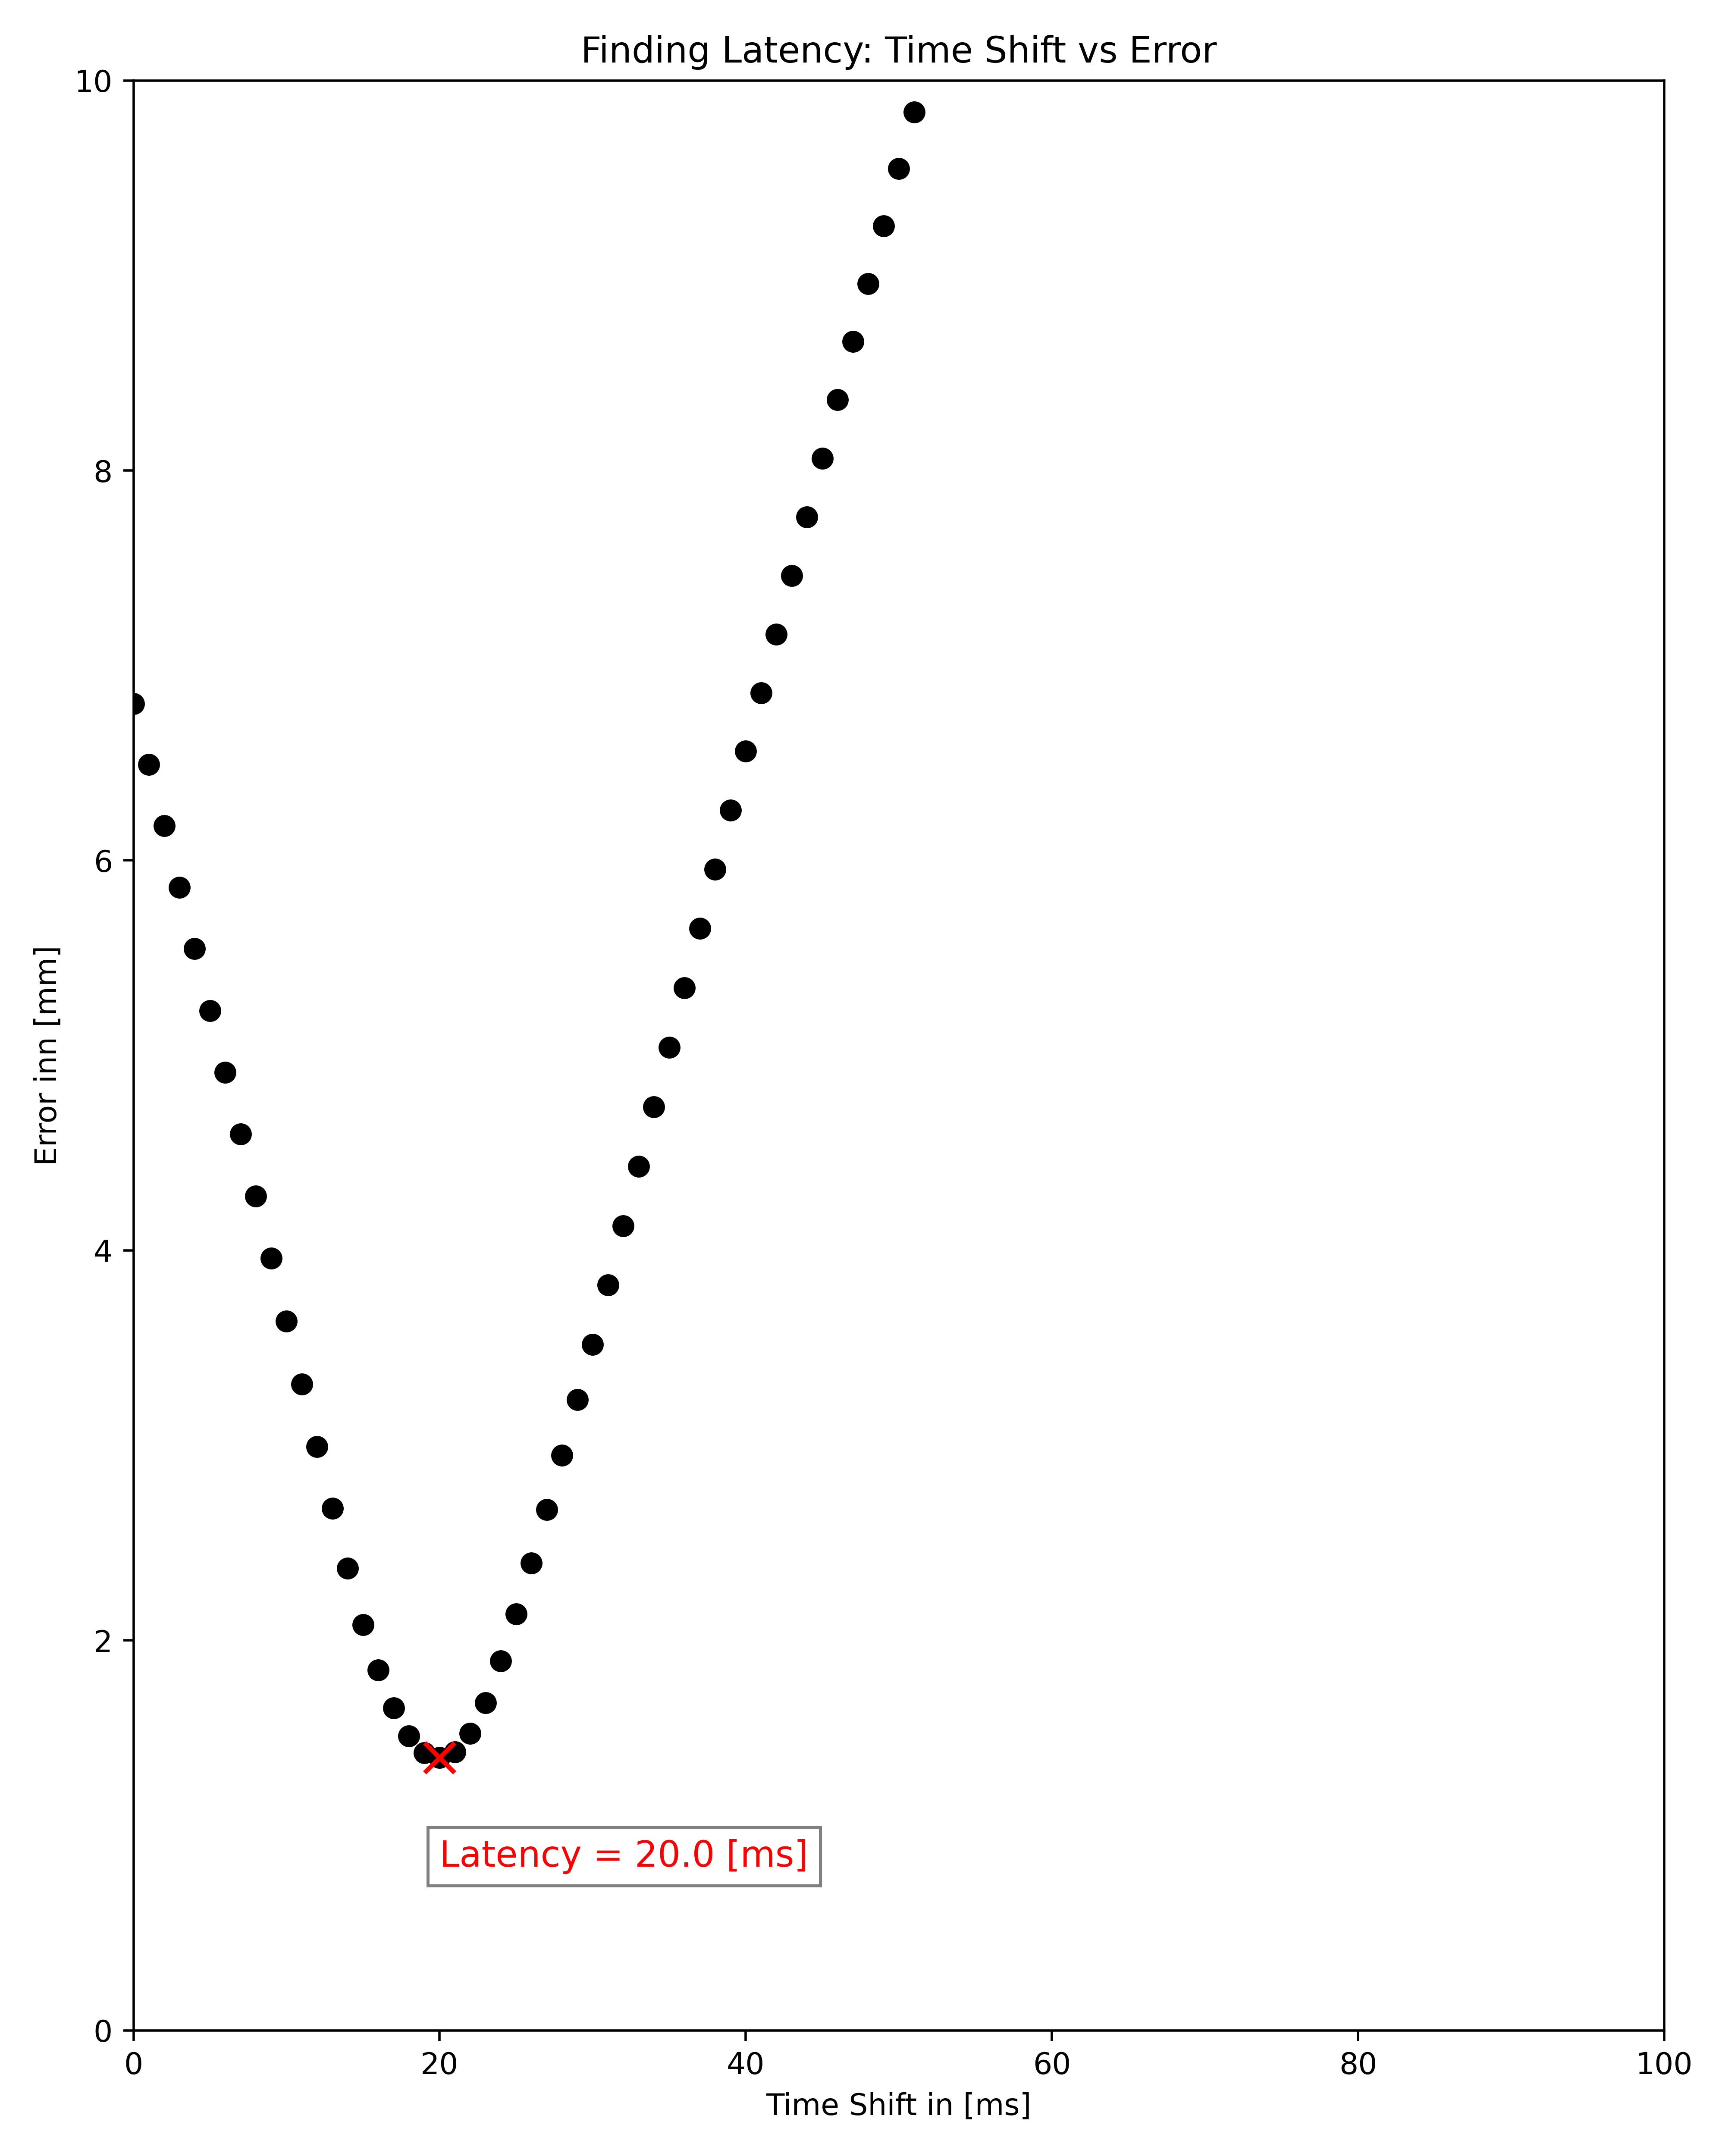 Finding Latency: Time Shift vs Error
10
8
6
4
2
0
Error inn [mm]
Latency = 20.0 [ms]
0 20 40 60 80 100
Time Shift in [ms]